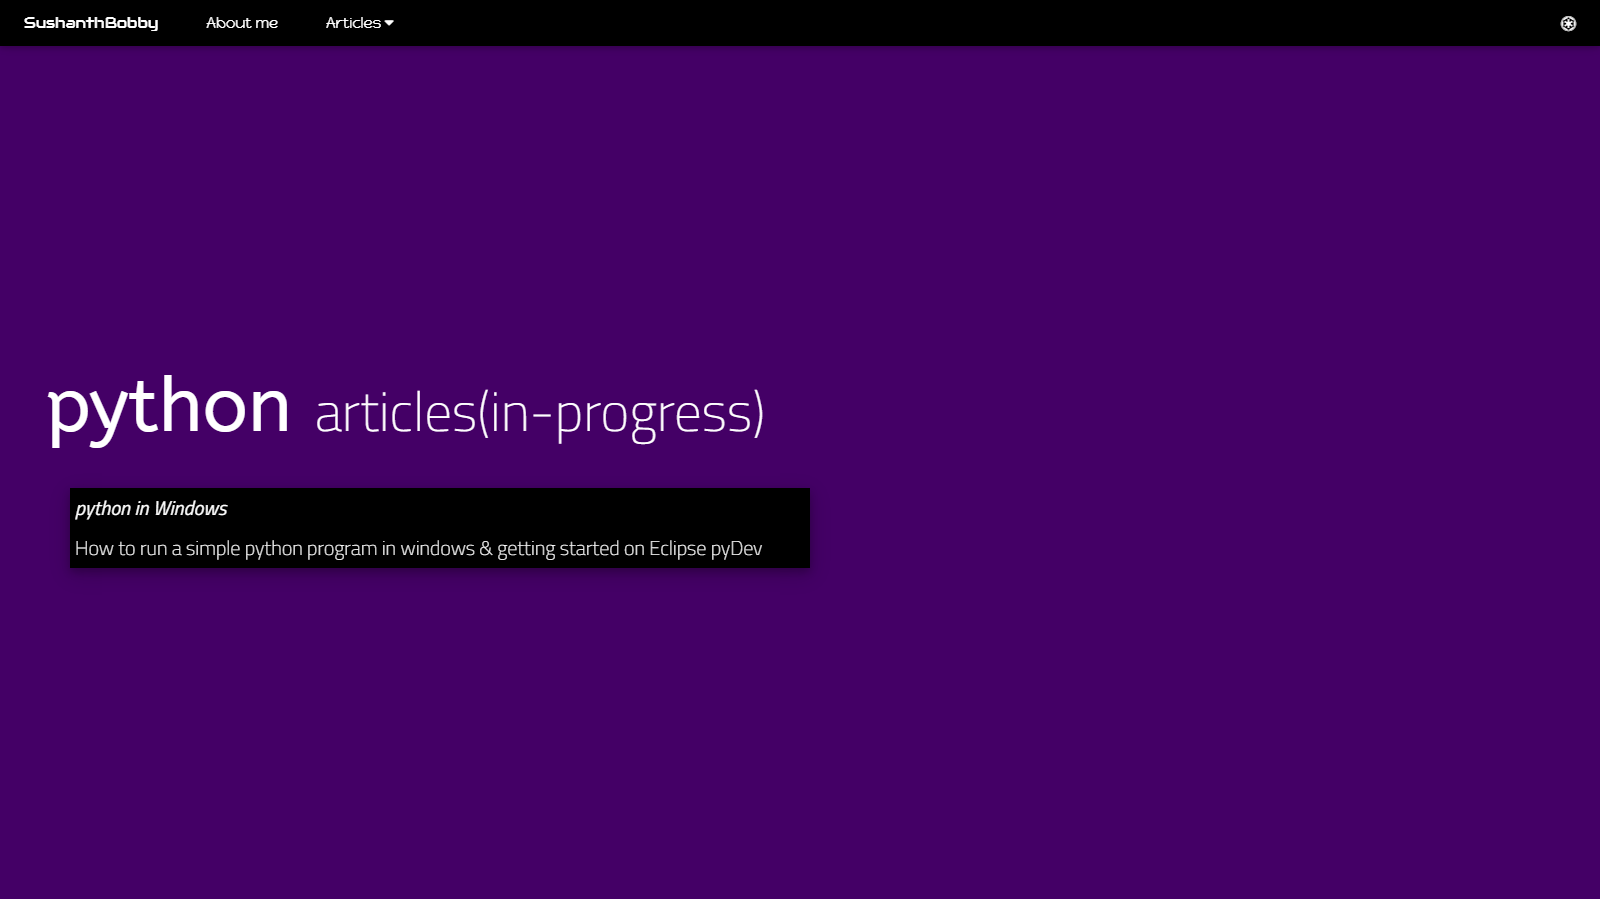 SushanthBobby About me Articles
python articles(in-progress)
python in Windows
How to run a simple python program in windows & getting started on Eclipse pyDev